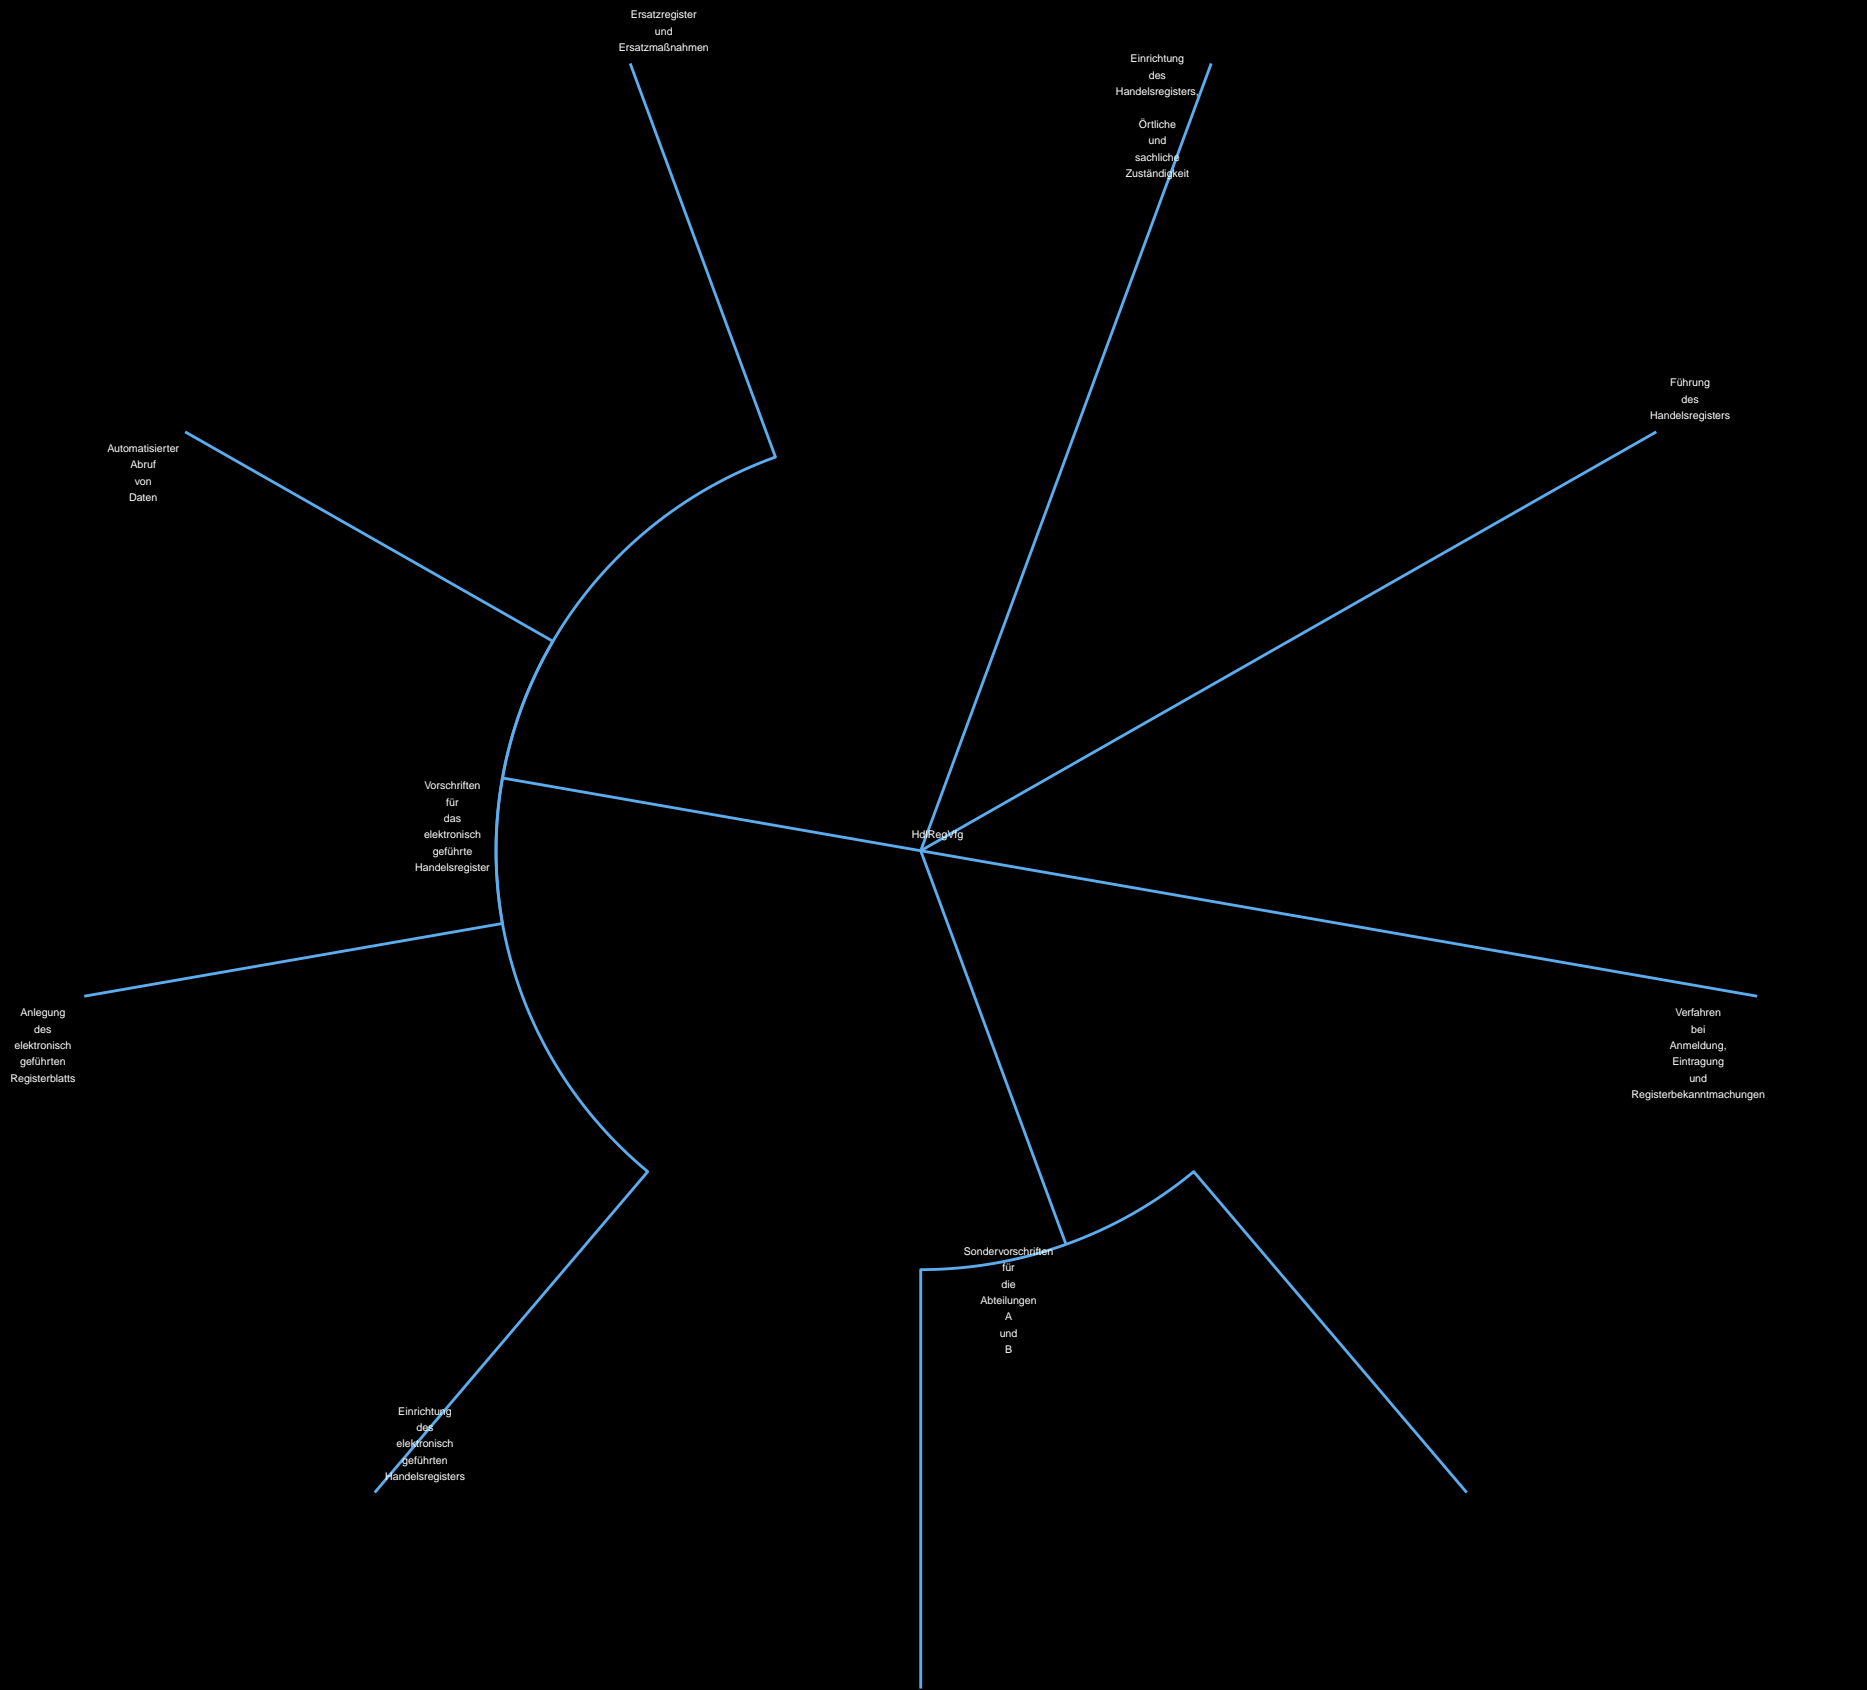 Ersatzregister
und
Ersatzmaßnahmen
Einrichtung
des
Handelsregisters,
Örtliche
und
sachliche
Zuständigkeit
Führung
des
Handelsregisters
Automatisierter
Abruf
von
Daten
Vorschriften
für
das
elektronisch
geführte
Handelsregister
HdlRegVfg
Anlegung
des
elektronisch
geführten
Registerblatts
Verfahren
bei
Anmeldung,
Eintragung
und
Registerbekanntmachungen
Sondervorschriften
für
die
Abteilungen
A
und
B
Einrichtung
des
elektronisch
geführten
Handelsregisters